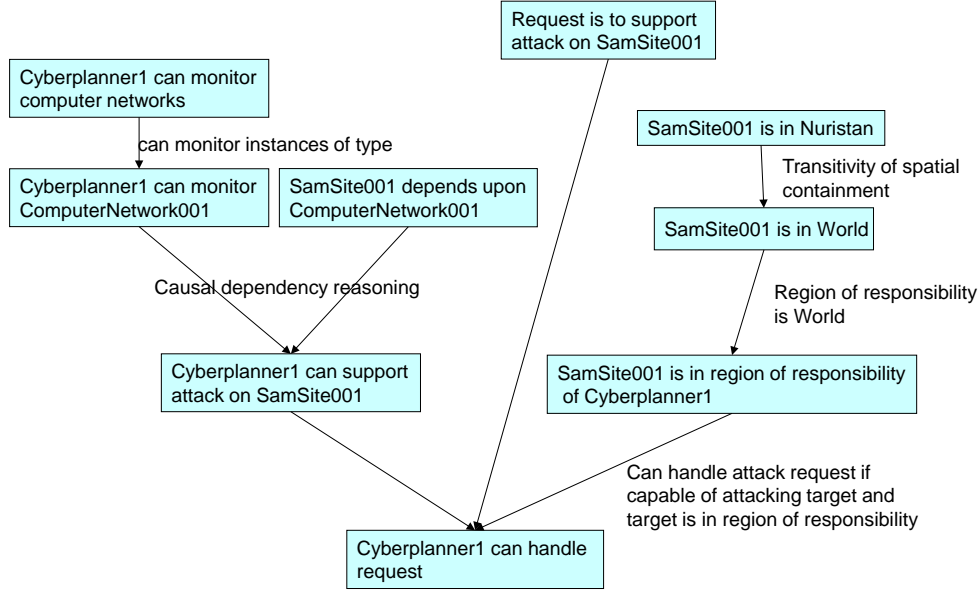 Request is to support
attack on SamSite001
Cyberplanner1 can monitor
computer networks
can monitor instances of type
SamSite001 is in Nuristan
Transitivity of spatial
containment
Cyberplanner1 can monitor
ComputerNetwork001
SamSite001 depends upon
ComputerNetwork001
SamSite001 is in World
Causal dependency reasoning
Region of responsibility
is World
Cyberplanner1 can support
attack on SamSite001
SamSite001 is in region of responsibility
of Cyberplanner1
Can handle attack request if
capable of attacking target and
target is in region of responsibility
Cyberplanner1 can handle
request